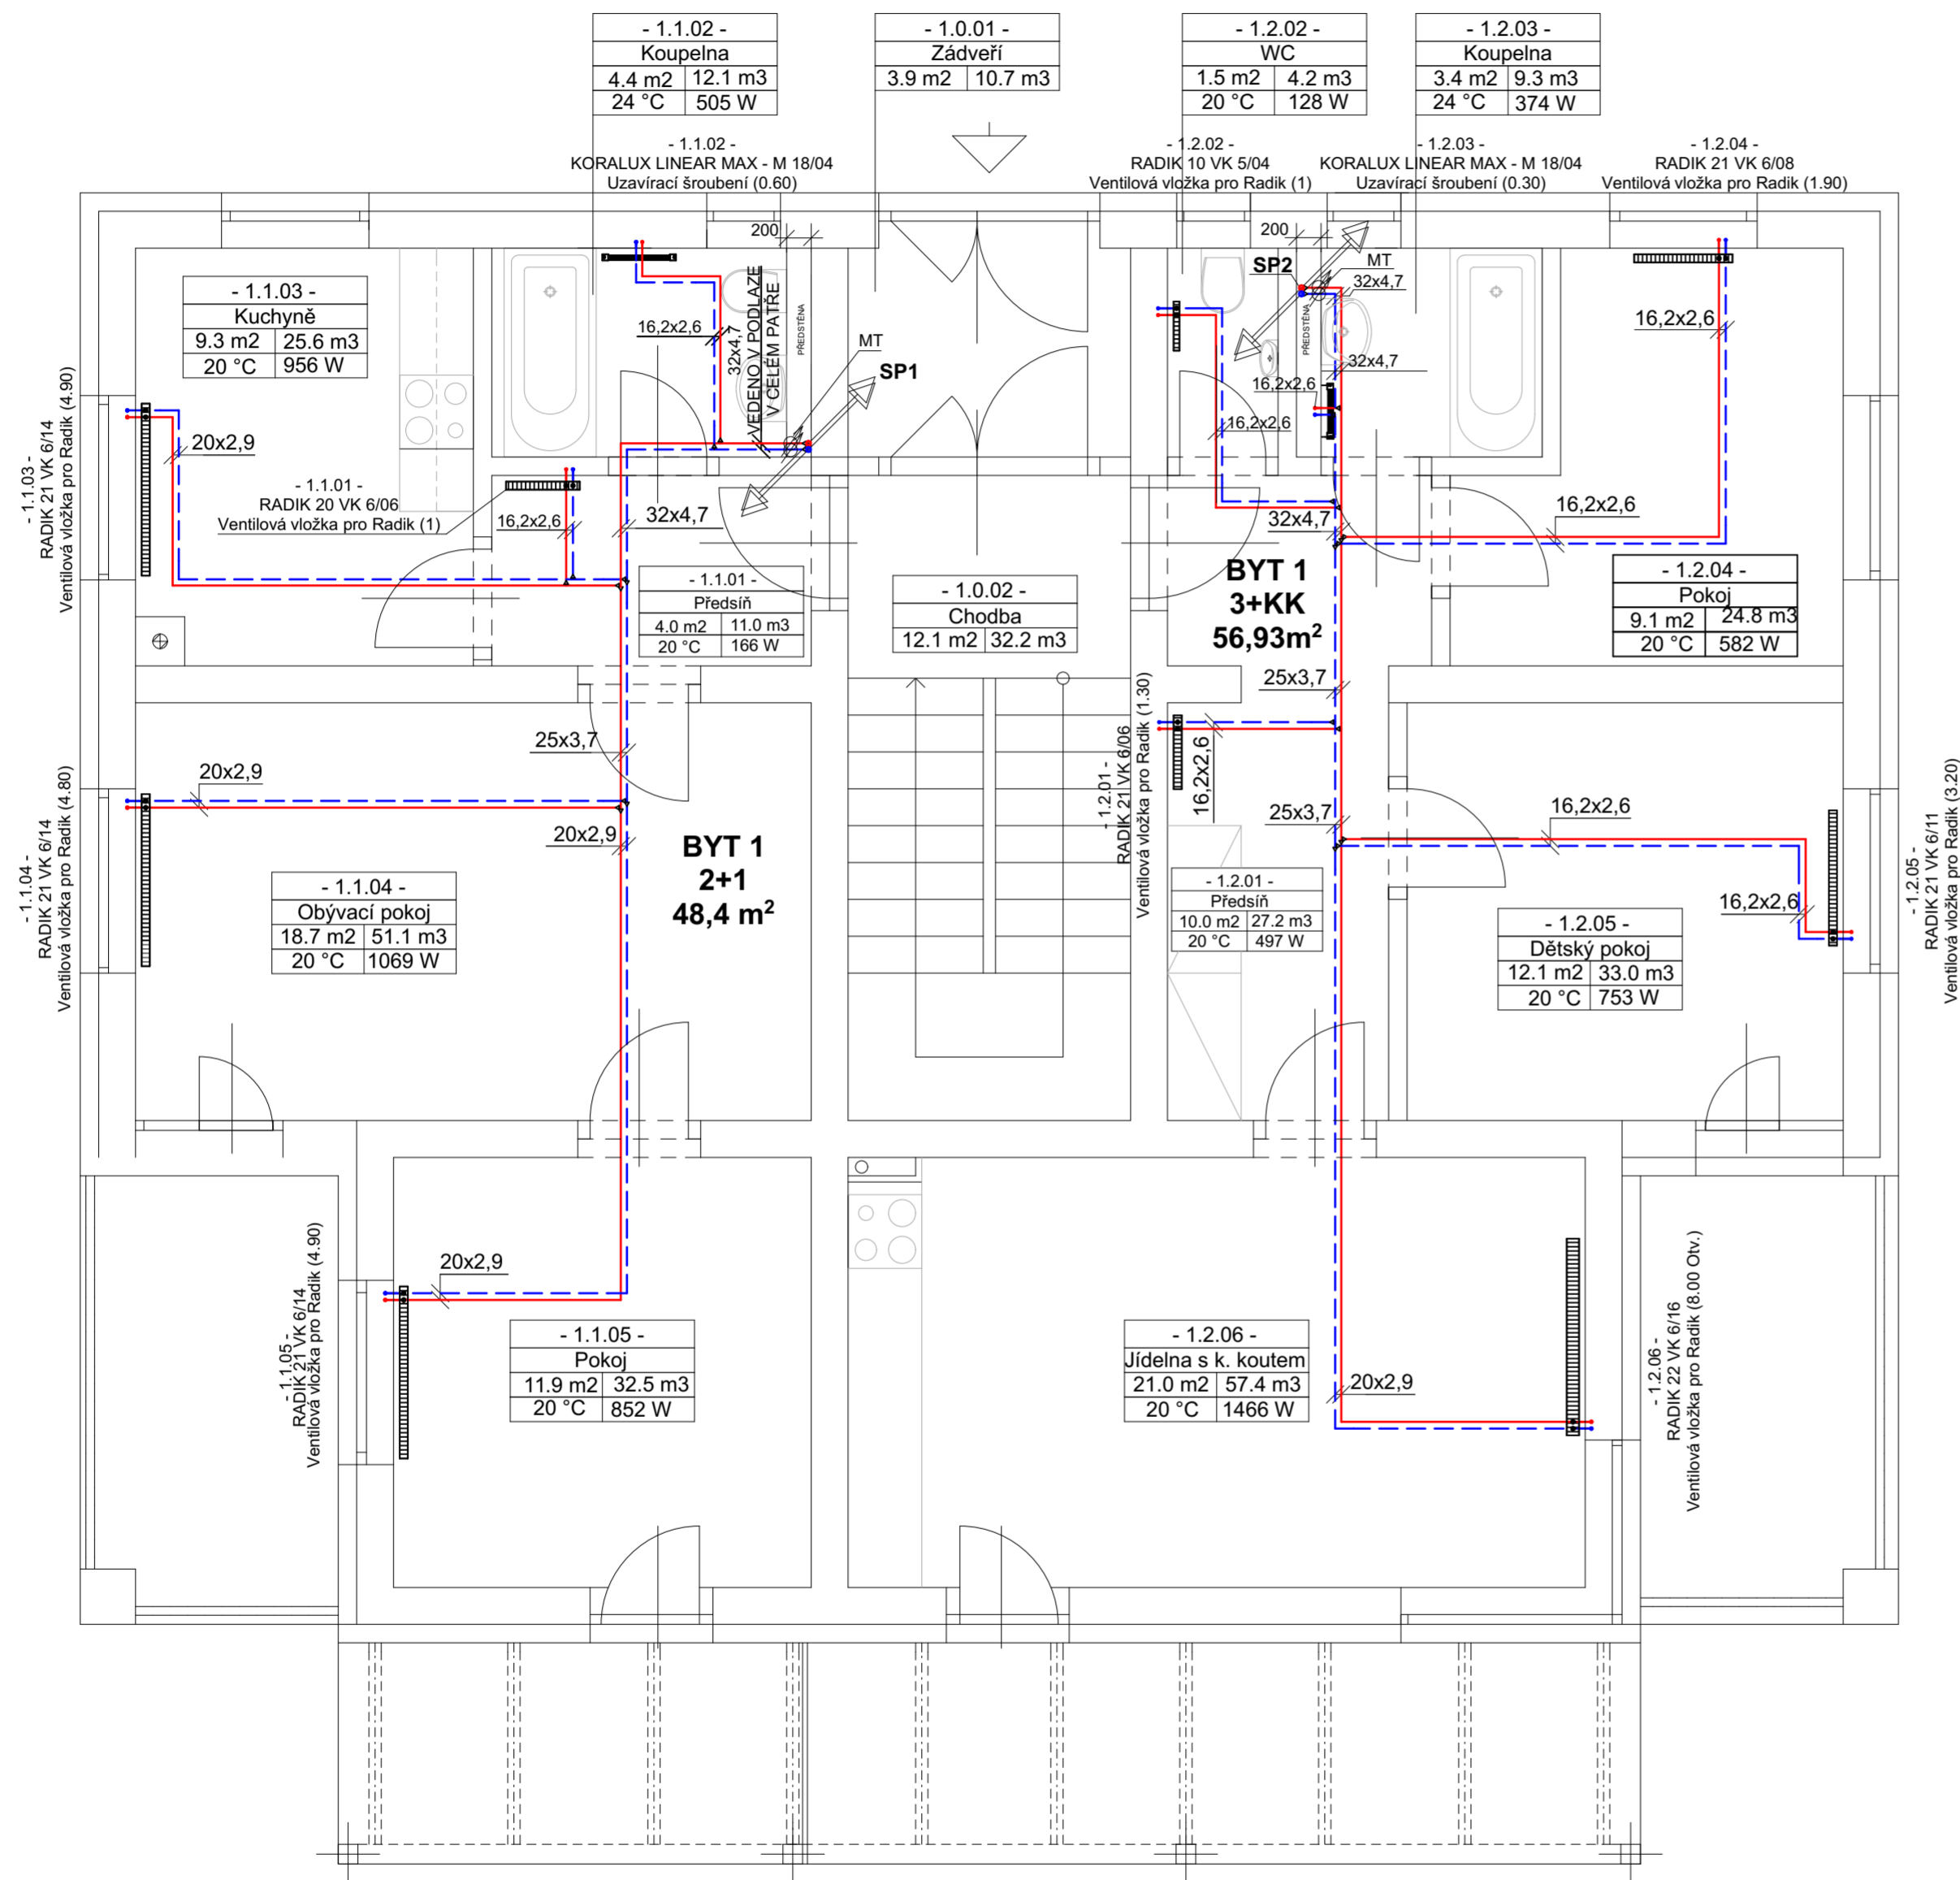 - 1.1.02 -
Koupelna
4.4 m2 12.1 m3
24 °C 505 W
- 1.0.01 -
Zádveří
3.9 m2 10.7 m3
- 1.2.02 -
WC
1.5 m2 4.2 m3
20 °C 128 W
- 1.2.03 -
Koupelna
3.4 m2 9.3 m3
24 °C 374 W
- 1.1.02 -
KORALUX LINEAR MAX - M 18/04
Uzavírací šroubení (0.60)
- 1.2.02 -
RADIK 10 VK 5/04
Ventilová vložka pro Radik (1)
- 1.2.03 -
KORALUX LINEAR MAX - M 18/04
Uzavírací šroubení (0.30)
- 1.2.04 -
RADIK 21 VK 6/08
Ventilová vložka pro Radik (1.90)
200
200
- 1.1.03 -
Kuchyně
9.3 m2 25.6 m3
20 °C 956 W
16,2x2,6
32x4,7
VEDENO V PODLAZE
V CELÉM PATŘE
PŘEDSTĚNA
MT
SP1
SP2
MT
32x4,7
PŘEDSTĚNA
32x4,7
16,2x2,6
16,2x2,6
16,2x2,6
- 1.1.03 -
RADIK 21 VK 6/14
Ventilová vložka pro Radik (4.90)
20x2,9
- 1.1.01 -
RADIK 20 VK 6/06
Ventilová vložka pro Radik (1)
16,2x2,6
32x4,7
32x4,7
16,2x2,6
- 1.1.01 -
Předsíň
4.0 m2 11.0 m3
20 °C 166 W
- 1.0.02 -
Chodba
12.1 m2 32.2 m3
BYT 1
3+KK
56,93m²
- 1.2.04 -
Pokoj
9.1 m2 24.8 m3
20 °C 582 W
25x3,7
- 1.2.01 -
RADIK 21 VK 6/06
Ventilová vložka pro Radik (1.30)
16,2x2,6
25x3,7
20x2,9
- 1.1.04 -
RADIK 21 VK 6/14
Ventilová vložka pro Radik (4.80)
20x2,9
25x3,7
16,2x2,6
- 1.2.05 -
RADIK 21 VK 6/11
Ventilová vložka pro Radik (3.20)
BYT 1
2+1
48,4 m²
- 1.1.04 -
Obývací pokoj
18.7 m2 51.1 m3
20 °C 1069 W
- 1.2.01 -
Předsíň
10.0 m2 27.2 m3
20 °C 497 W
16,2x2,6
- 1.2.05 -
Dětský pokoj
12.1 m2 33.0 m3
20 °C 753 W
- 1.1.05 -
RADIK 21 VK 6/14
Ventilová vložka pro Radik (4.90)
20x2,9
- 1.1.05 -
Pokoj
11.9 m2 32.5 m3
20 °C 852 W
- 1.2.06 -
Jídelna s k. koutem
21.0 m2 57.4 m3
20 °C 1466 W
20x2,9
- 1.2.06 -
RADIK 22 VK 6/16
Ventilová vložka pro Radik (8.00 Otv.)